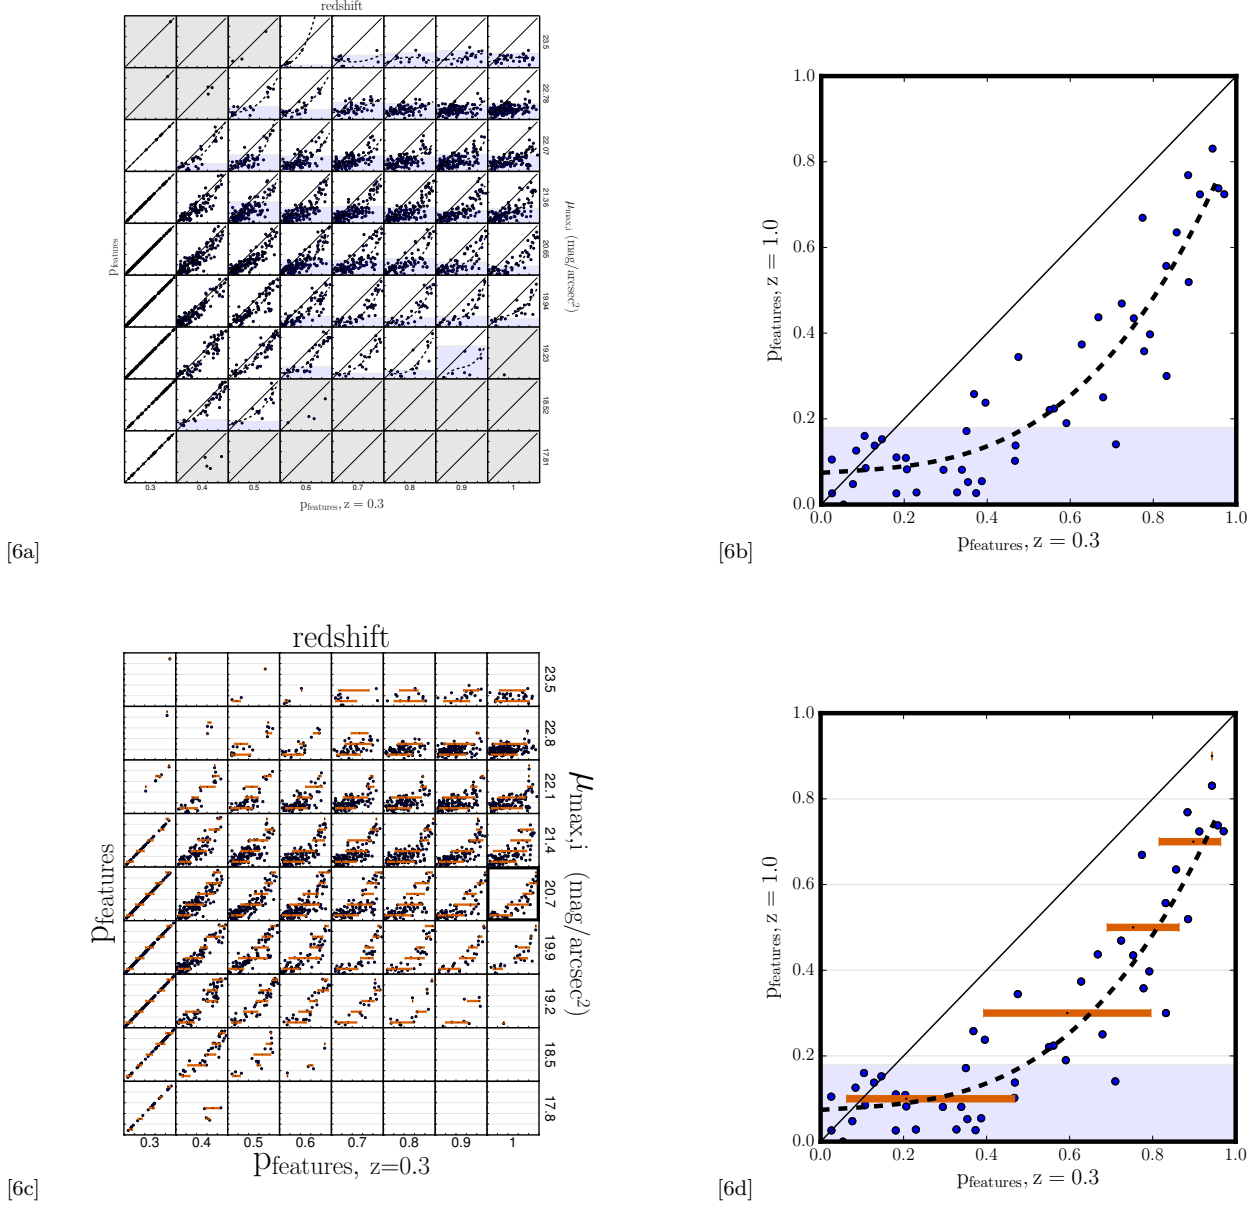 redshift
23.5
22.78
22.07
21.36
20.65
19.94
19.23
18.52
17.81
μmax,i (mag/arcsec²)
pfeatures
0.3 0.4 0.5 0.6 0.7 0.8 0.9 1
pfeatures, z = 0.3
[6a]
1.0
0.8
0.6
0.4
0.2
0.0
pfeatures, z = 1.0
0.0 0.2 0.4 0.6 0.8 1.0
pfeatures, z = 0.3
[6b]
redshift
23.5
22.8
22.1
21.4
20.7
19.9
19.2
18.5
17.8
μmax,i (mag/arcsec²)
pfeatures
0.3 0.4 0.5 0.6 0.7 0.8 0.9 1
pfeatures, z=0.3
[6c]
1.0
0.8
0.6
0.4
0.2
0.0
pfeatures, z = 1.0
0.0 0.2 0.4 0.6 0.8 1.0
pfeatures, z = 0.3
[6d]